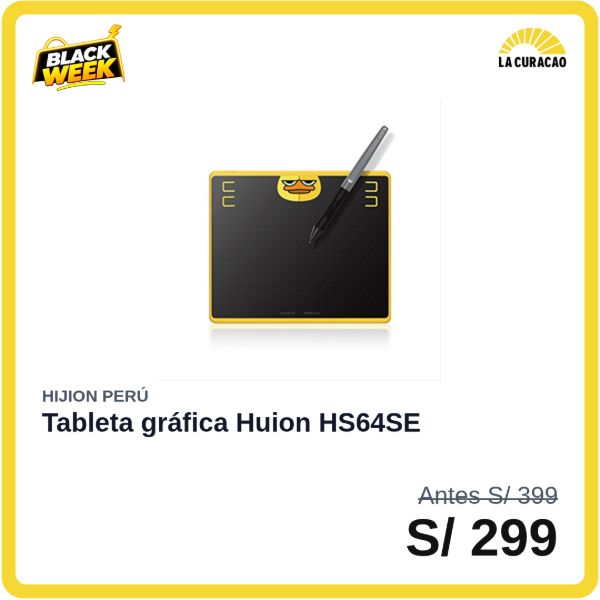 BLACK
WEEK
LA CURACAO
HIJION PERÚ
Tableta gráfica Huion HS64SE
Antes S/ 399
S/ 299